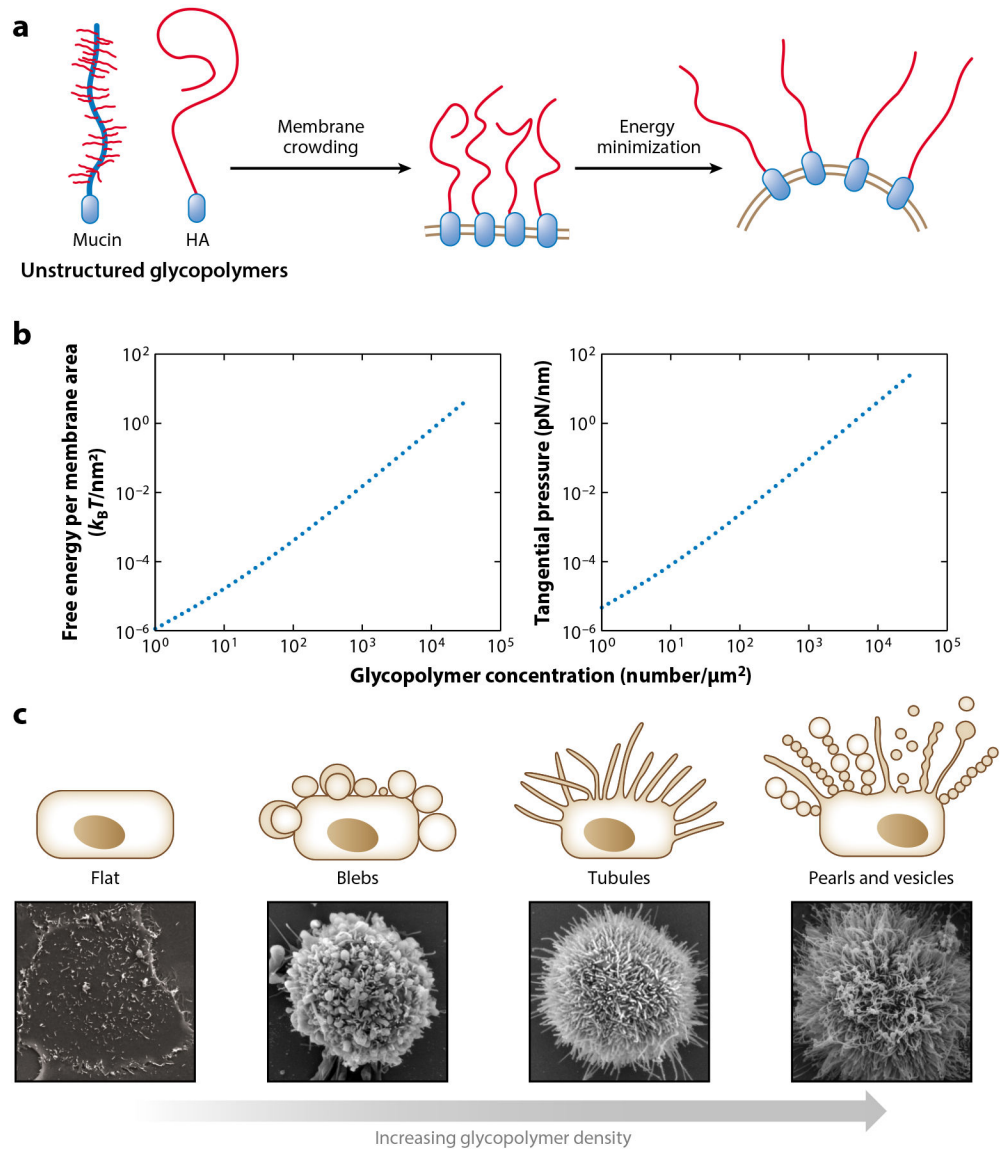 a
Mucin
HA
Unstructured glycopolymers
Membrane
crowding
Energy
minimization
b
Free energy per membrane area
(k_BT/nm²)
10²
10⁰
10⁻²
10⁻⁴
10⁻⁶
10⁰ 10¹ 10² 10³ 10⁴ 10⁵
Tangential pressure (pN/nm)
10²
10⁰
10⁻²
10⁻⁴
10⁻⁶
10⁰ 10¹ 10² 10³ 10⁴ 10⁵
Glycopolymer concentration (number/μm²)
c
Flat
Blebs
Tubules
Pearls and vesicles
Increasing glycopolymer density